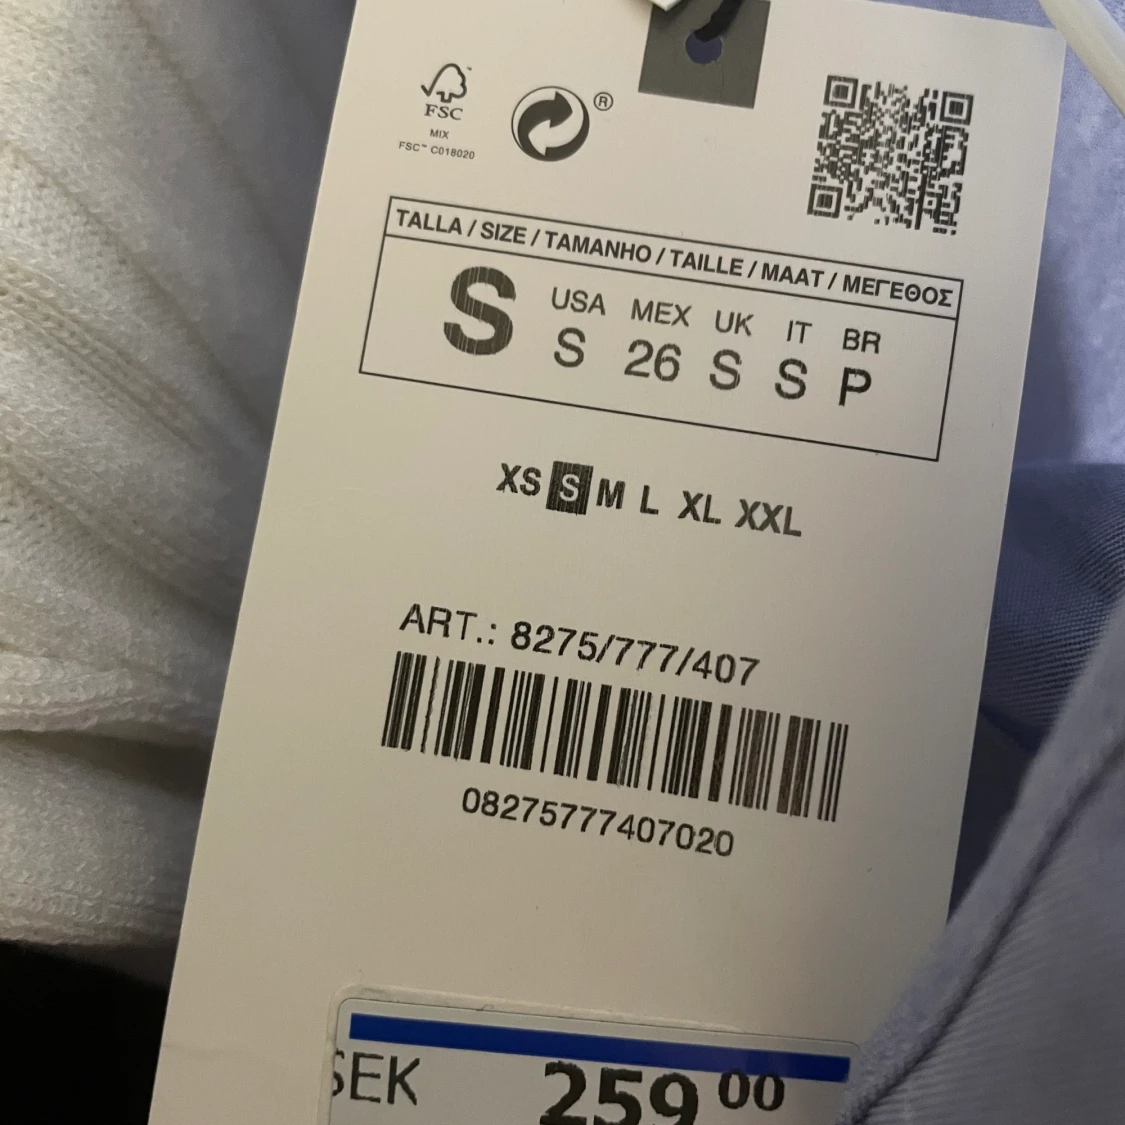 FSC
MIX
FSC™ C018020
®
TALLA / SIZE / TAMANHO / TAILLE / MAAT / ΜΕΓΕΘΟΣ
S
USA MEX UK IT BR
S 26 S S P
XS S M L XL XXL
ART.: 8275/777/407
08275777407020
SEK 259 00